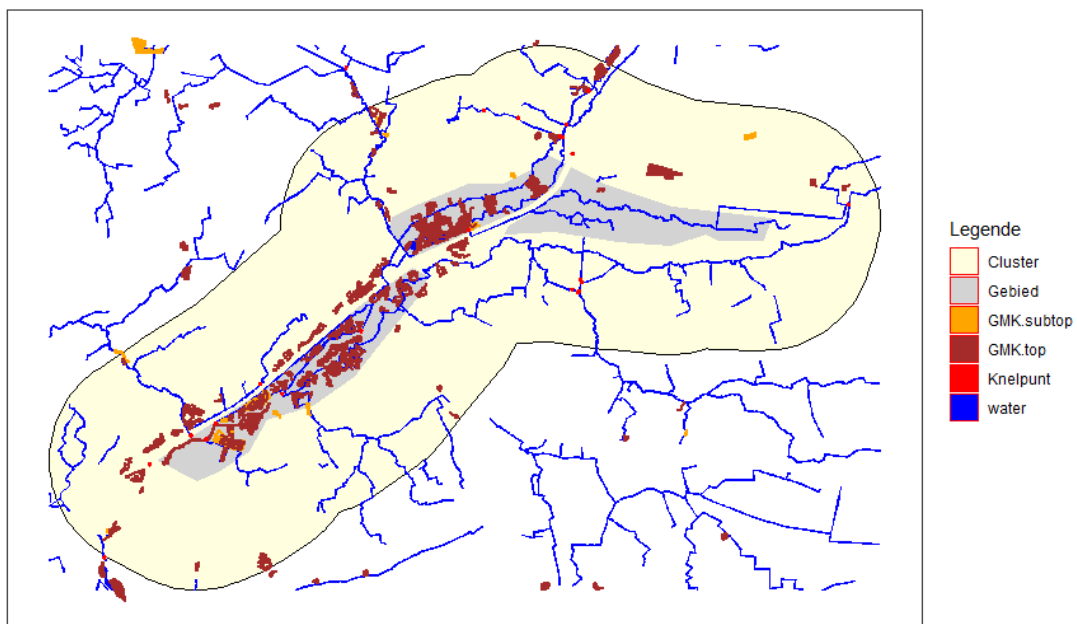 Legende
Cluster
Gebied
GMK.subtop
GMK.top
Knelpunt
water